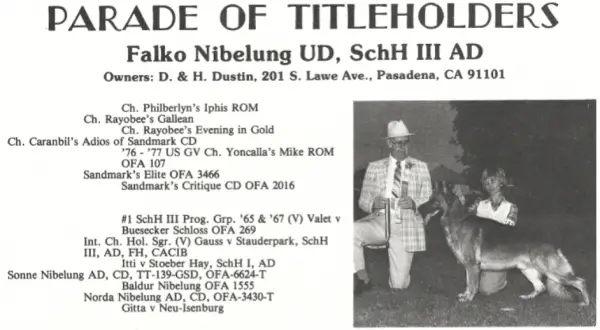 PARADE OF TITLEHOLDERS
Falko Nibelung UD, SchH III AD
Owners: D. & H. Dustin, 201 S. Lawe Ave., Pasadena, CA 91101
Ch. Philberlyn's Iphis ROM
Ch. Rayobee's Gallean
Ch. Rayobee's Evening in Gold
Ch. Caranbil's Adios of Sandmark CD
'76 - '77 US GV Ch. Yoncalla's Mike ROM
OFA 107
Sandmark's Elite OFA 3466
Sandmark's Critique CD OFA 2016
#1 SchH III Prog. Grp. '65 & '67 (V) Valet v
Buesecker Schloss OFA 269
Int. Ch. Hol. Sgr. (V) Gauss v Stauderpark, SchH
III, AD, FH, CACIB
Itti v Stoeber Hay, SchH I, AD
Sonne Nibelung AD, CD, TT-139-GSD, OFA-6624-T
Baldur Nibelung OFA 1555
Norda Nibelung AD, CD, OFA-3430-T
Gitta v Neu-Isenburg